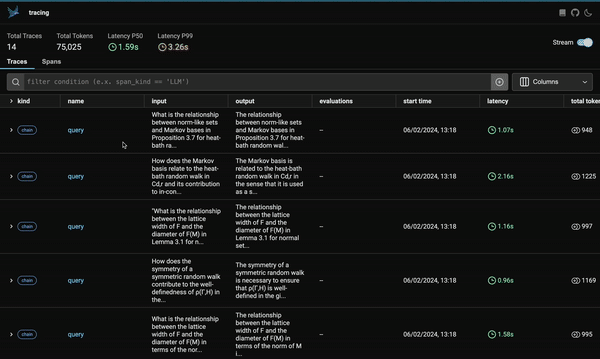 tracing
Total Traces Total Tokens Latency P50 Latency P99
14 75,025 1.59s 3.26s
Stream
Traces Spans
filter condition (e.x. span_kind == 'LLM')
Columns
kind name input output evaluations start time latency total token
chain query What is the relationship between norm-like sets and Markov bases in Proposition 3.7 for heat-bath ra... The relationship between norm-like sets and Markov bases in Proposition 3.7 for heat-bath random wal... -- 06/02/2024, 13:18 1.07s 948
chain query How does the Markov basis relate to the heat-bath random walk in Cd,r and its contribution to in-con... The Markov basis is related to the heat-bath random walk in Cd,r in the sense that it is used as a s... -- 06/02/2024, 13:18 2.16s 1225
chain query "What is the relationship between the lattice width of F and the diameter of F(M) in Lemma 3.1 for n... The relationship between the lattice width of F and the diameter of F(M) in Lemma 3.1 for normal set... -- 06/02/2024, 13:18 1.16s 997
chain query How does the symmetry of a symmetric random walk contribute to the well-definedness of ρ(Γ,H) in the... The symmetry of a symmetric random walk is necessary to ensure that ρ(Γ,H) is well-defined in the gi... -- 06/02/2024, 13:18 0.96s 1169
chain query What is the relationship between the lattice width of F and the diameter of F(M) in terms of the nor... The relationship between the lattice width of F and the diameter of F(M) in terms of the norm of M i... -- 06/02/2024, 13:18 1.58s 995